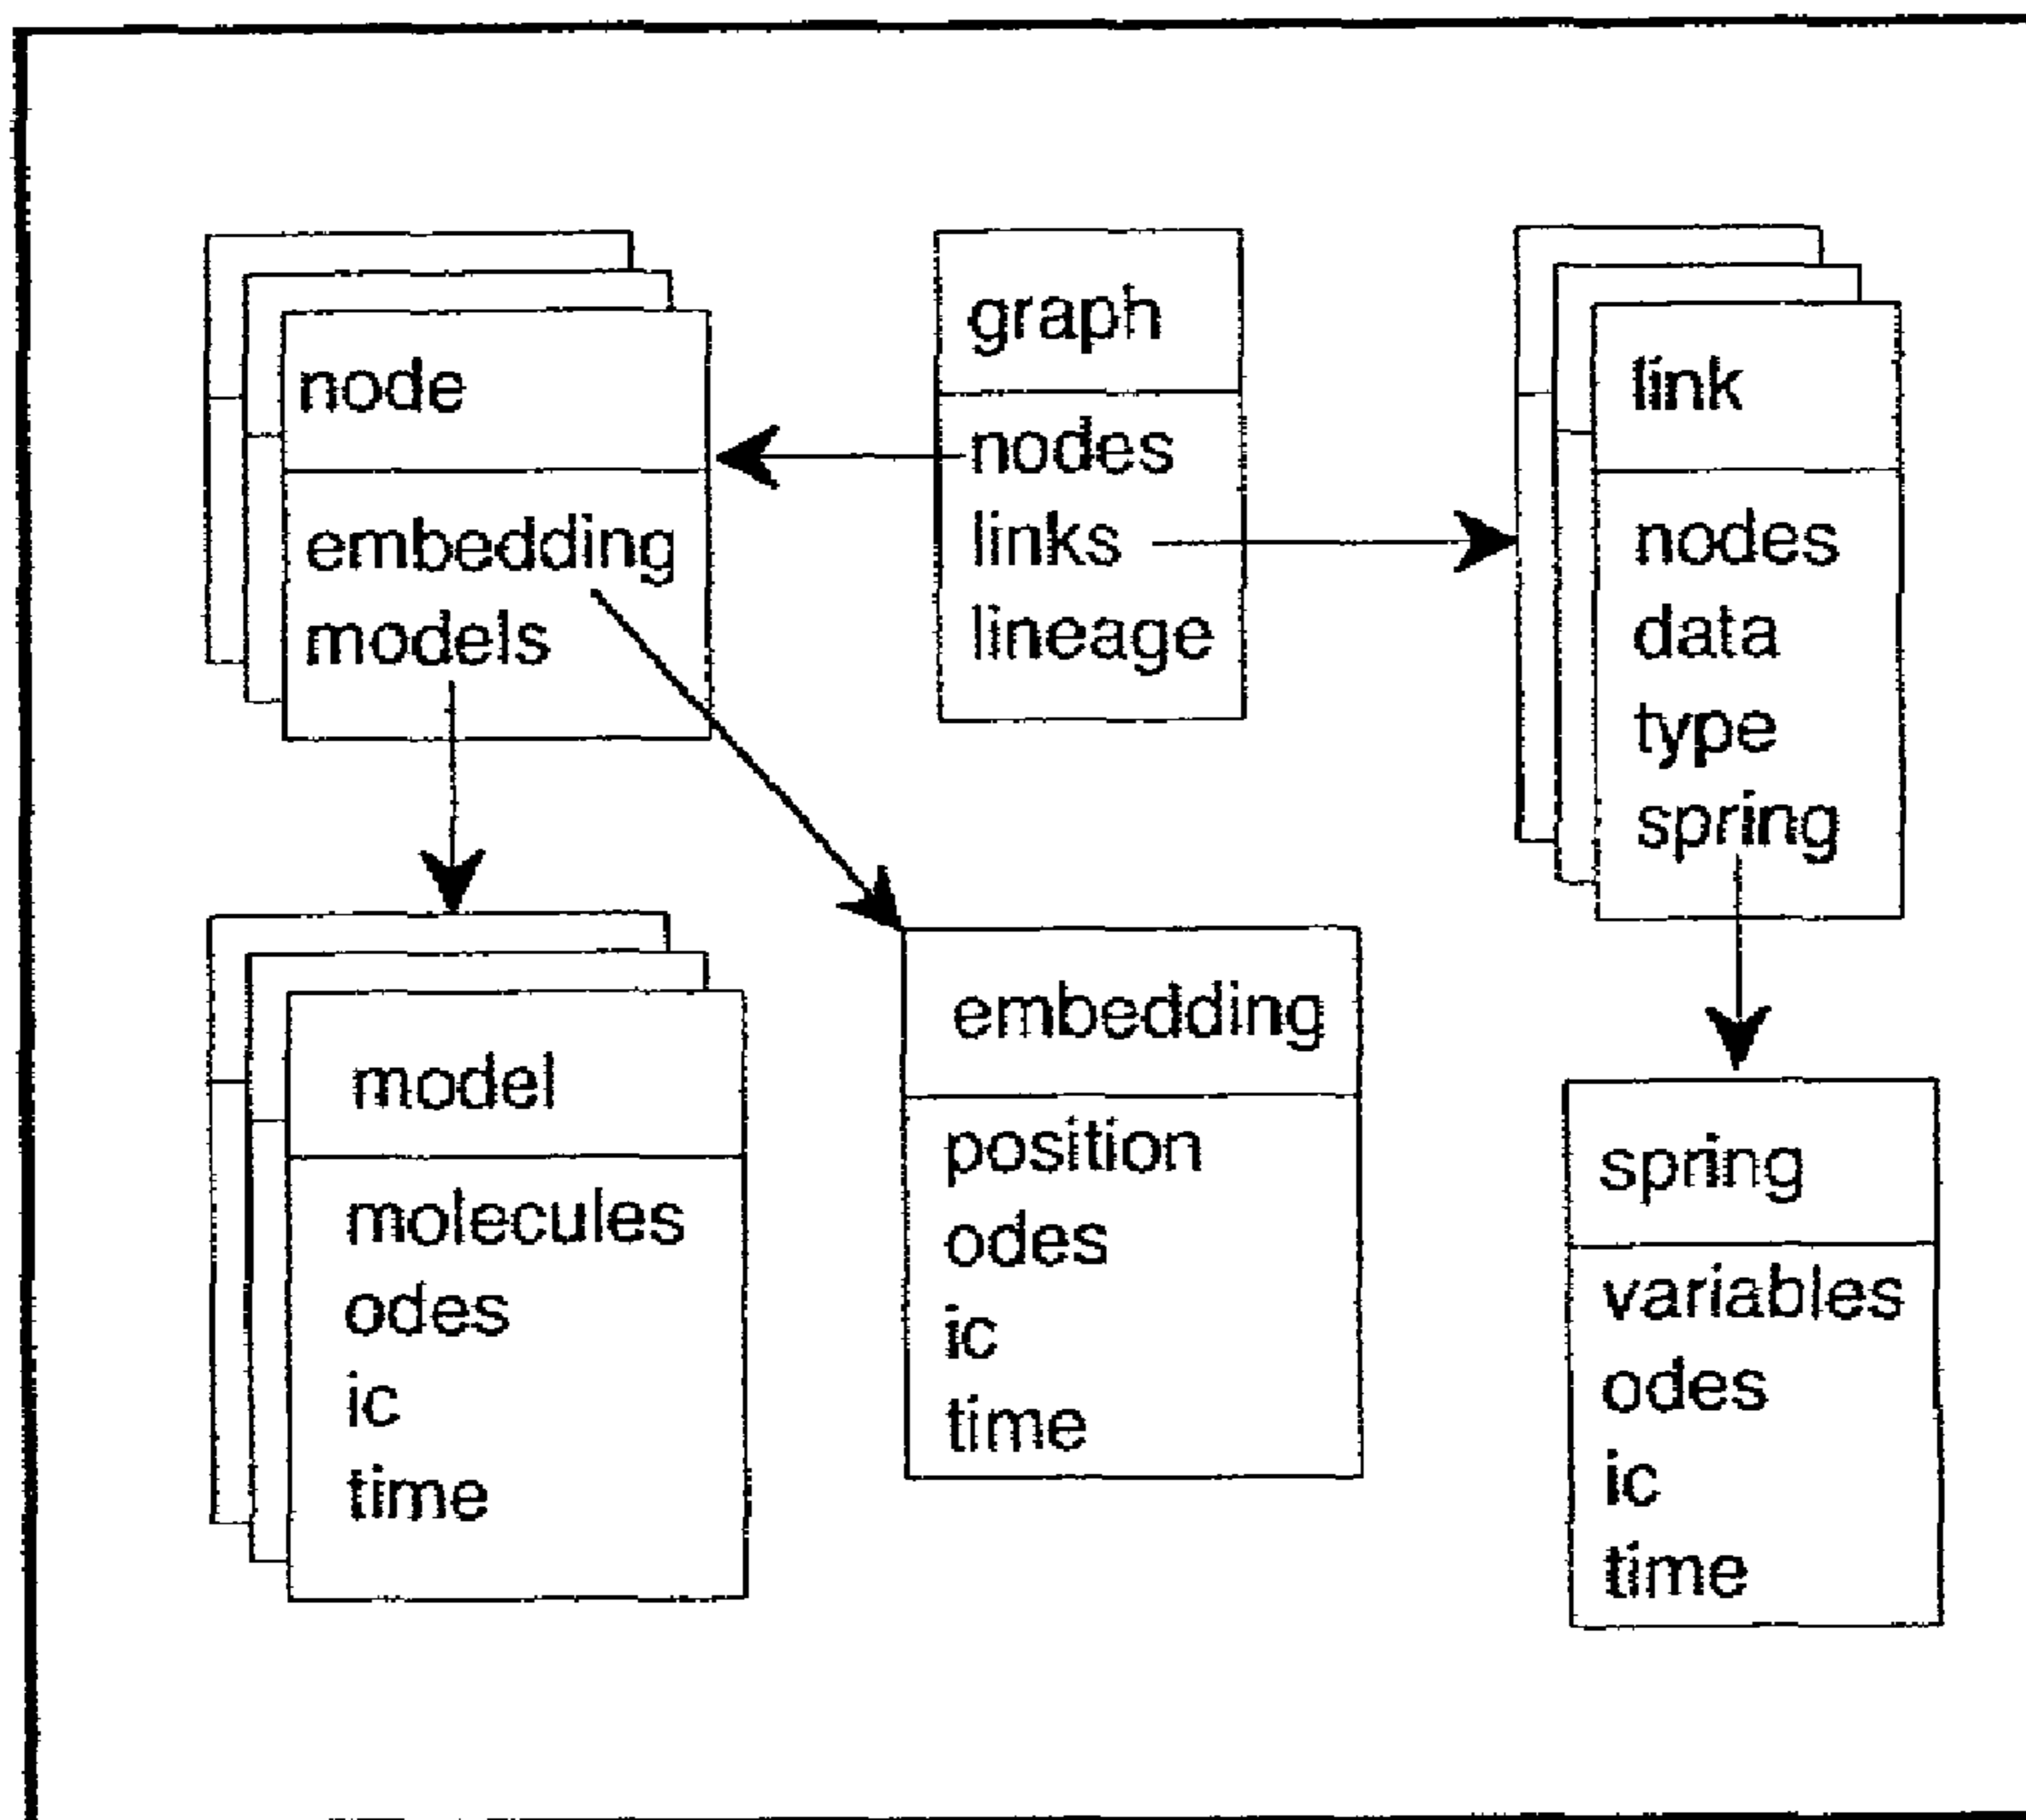 node
embedding
models
graph
nodes
links
lineage
link
nodes
data
type
spring
model
molecules
odes
ic
time
embedding
position
odes
ic
time
spring
variables
odes
ic
time